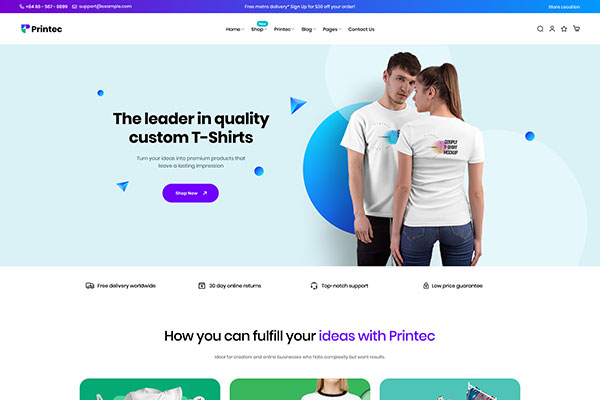 +04 65 - 567 - 8899 support@example.com Free metro delivery* Sign Up for $30 off your order! Store Location
New
Printec Home Shop Printec Blog Pages Contact Us
The leader in quality
custom T-Shirts
Turn your ideas into premium products that
leave a lasting impression
Shop Now
COUPLE
T-SHIRT
MOCKUP
Free delivery worldwide 30 day online returns Top-notch support Low price guarantee
How you can fulfill your ideas with Printec
Ideal for creators and online businesses who hate complexity but want results.